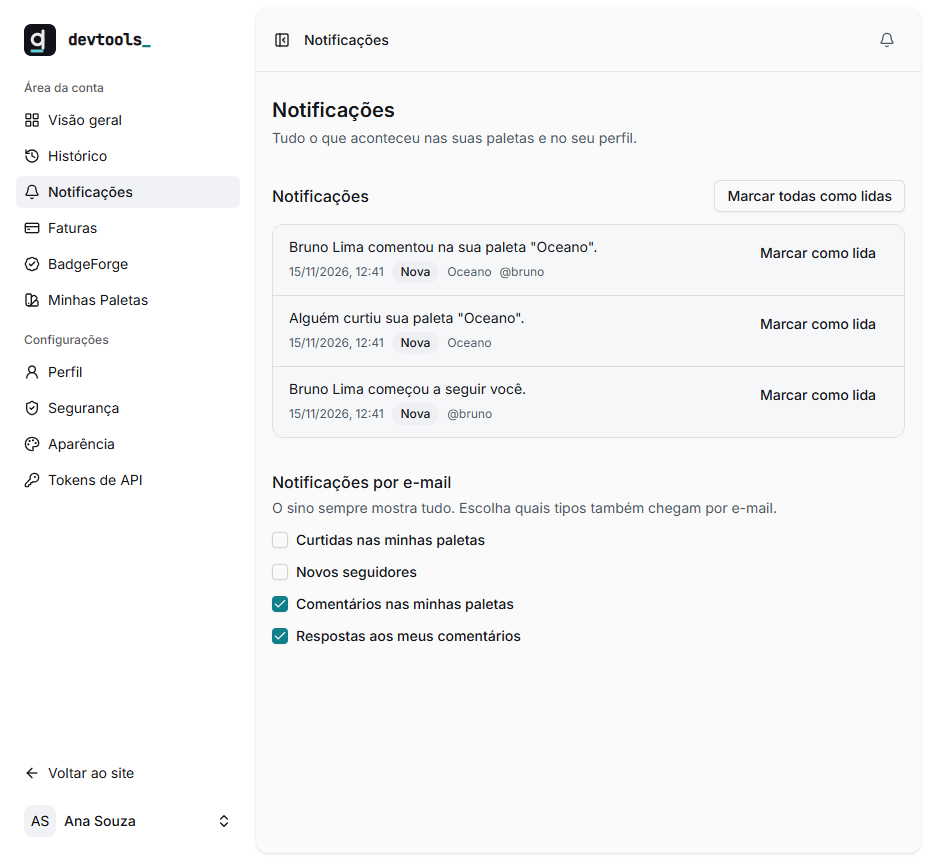 devtools_
Área da conta
Visão geral
Histórico
Notificações
Faturas
BadgeForge
Minhas Paletas
Configurações
Perfil
Segurança
Aparência
Tokens de API
Voltar ao site
AS Ana Souza
Notificações
Notificações
Tudo o que aconteceu nas suas paletas e no seu perfil.
Notificações
Marcar todas como lidas
Bruno Lima comentou na sua paleta "Oceano".
15/11/2026, 12:41 Nova Oceano @bruno
Marcar como lida
Alguém curtiu sua paleta "Oceano".
15/11/2026, 12:41 Nova Oceano
Marcar como lida
Bruno Lima começou a seguir você.
15/11/2026, 12:41 Nova @bruno
Marcar como lida
Notificações por e-mail
O sino sempre mostra tudo. Escolha quais tipos também chegam por e-mail.
Curtidas nas minhas paletas
Novos seguidores
Comentários nas minhas paletas
Respostas aos meus comentários